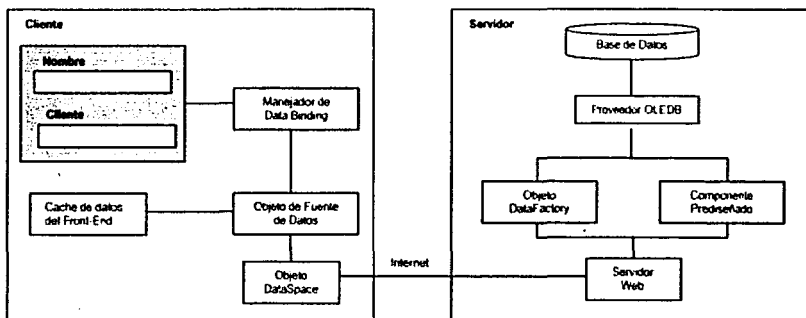 Cliente
Nombre
Cliente
Manejador de
Data Binding
Cache de datos
del Front-End
Objeto de Fuente
de Datos
Objeto
DataSpace
Internet
Servidor
Base de Datos
Proveedor OLEDB
Objeto
DataFactory
Componente
Prediseñado
Servidor
Web